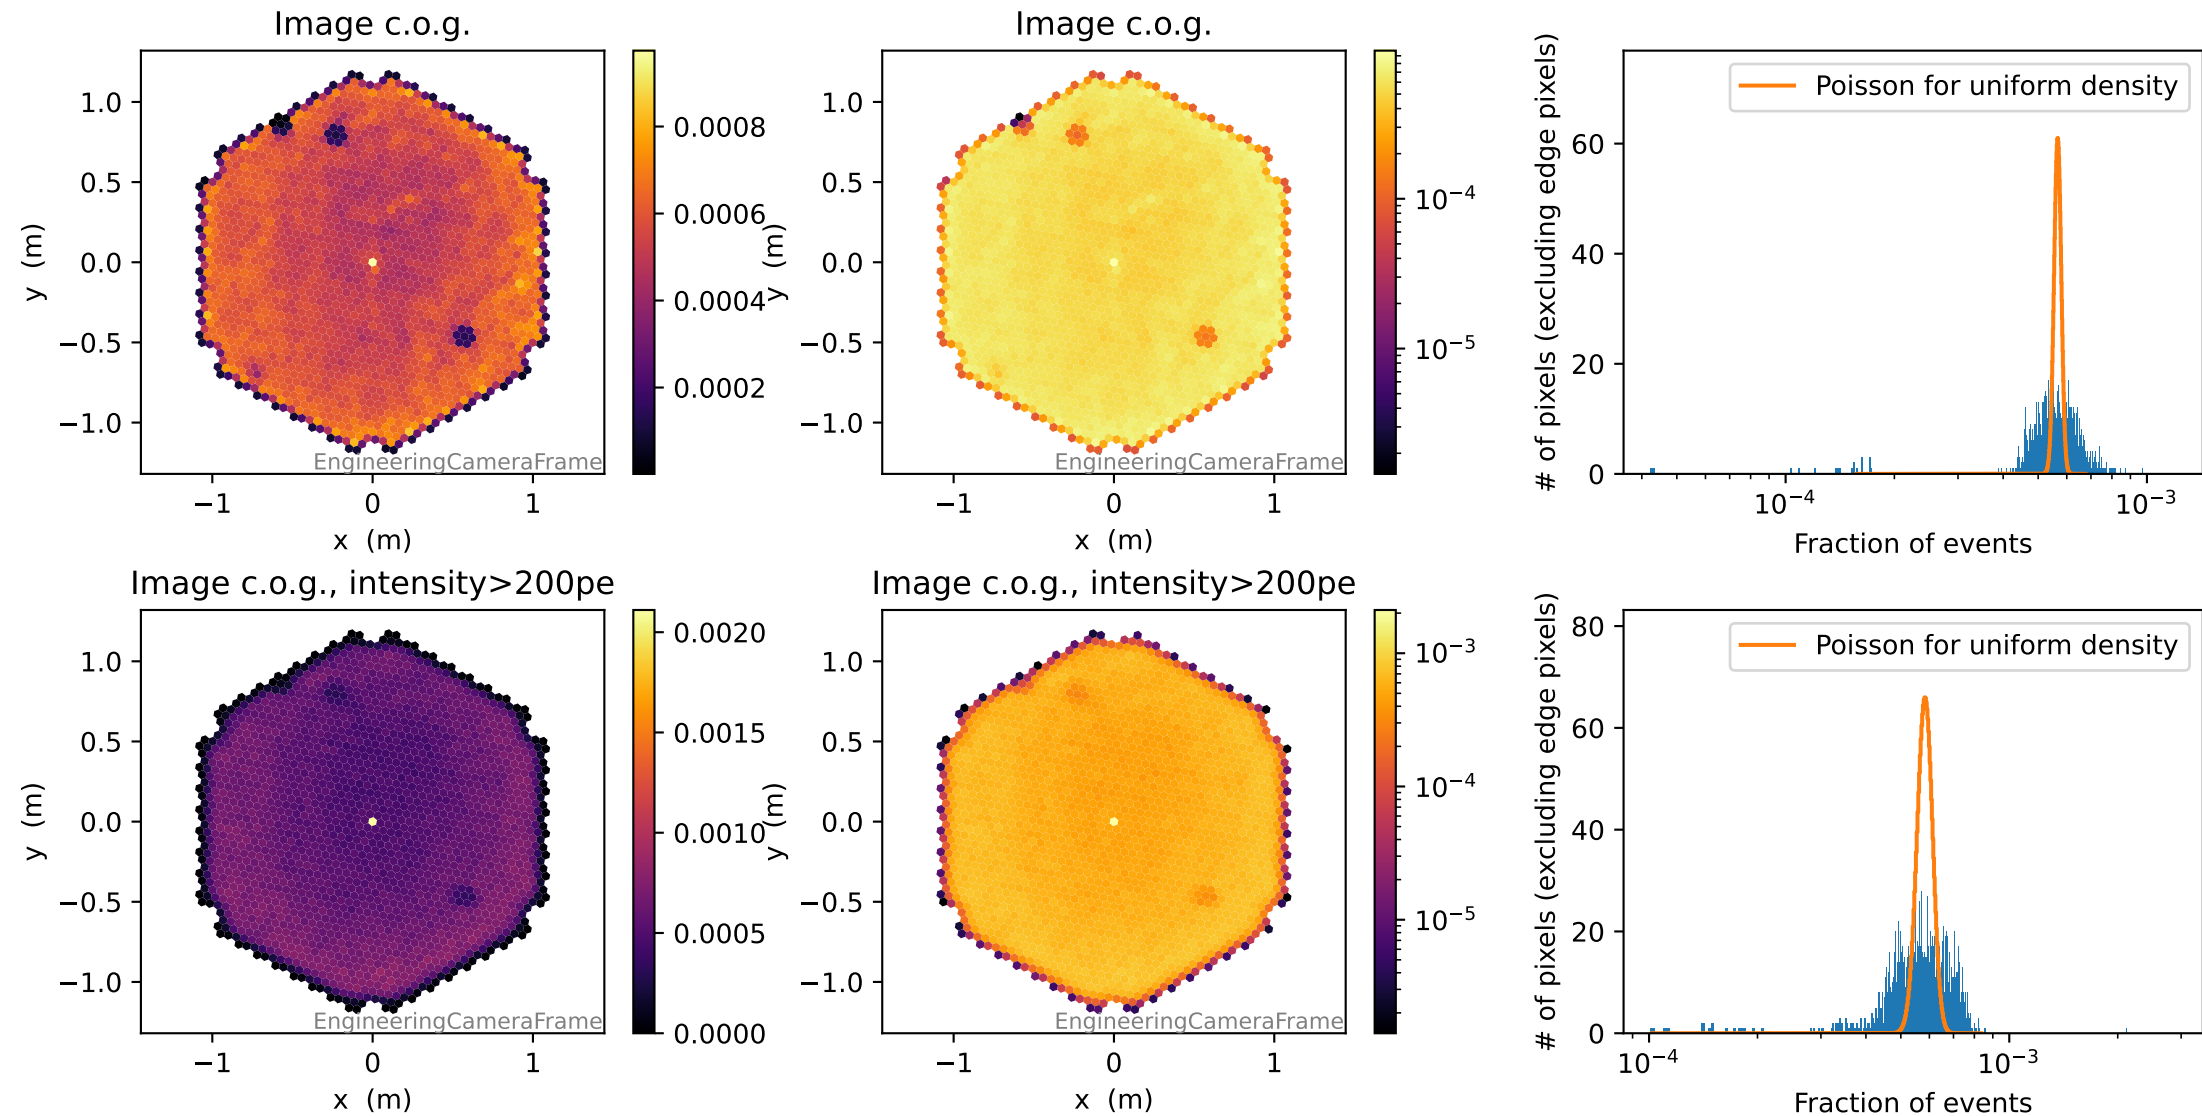 Image c.o.g.
1.0
0.5
0.0
−0.5
−1.0
y (m)
−1
0
1
x (m)
EngineeringCameraFrame
0.0008
0.0006
0.0004
0.0002
Image c.o.g.
1.0
0.5
0.0
−0.5
−1.0
y (m)
−1
0
1
x (m)
EngineeringCameraFrame
10⁻⁴
10⁻⁵
# of pixels (excluding edge pixels)
60
40
20
0
Poisson for uniform density
10⁻⁴
10⁻³
Fraction of events
Image c.o.g., intensity>200pe
1.0
0.5
0.0
−0.5
−1.0
y (m)
−1
0
1
x (m)
EngineeringCameraFrame
0.0020
0.0015
0.0010
0.0005
0.0000
Image c.o.g., intensity>200pe
1.0
0.5
0.0
−0.5
−1.0
y (m)
−1
0
1
x (m)
EngineeringCameraFrame
10⁻³
10⁻⁴
10⁻⁵
# of pixels (excluding edge pixels)
80
60
40
20
0
Poisson for uniform density
10⁻⁴
10⁻³
Fraction of events